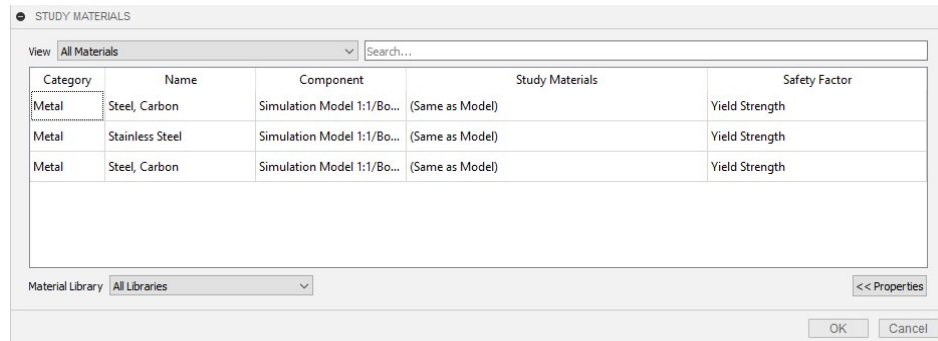 STUDY MATERIALS
View All Materials Search...
Category Name Component Study Materials Safety Factor
Metal Steel, Carbon Simulation Model 1:1/Bo... (Same as Model) Yield Strength
Metal Stainless Steel Simulation Model 1:1/Bo... (Same as Model) Yield Strength
Metal Steel, Carbon Simulation Model 1:1/Bo... (Same as Model) Yield Strength
Material Library All Libraries << Properties
OK Cancel